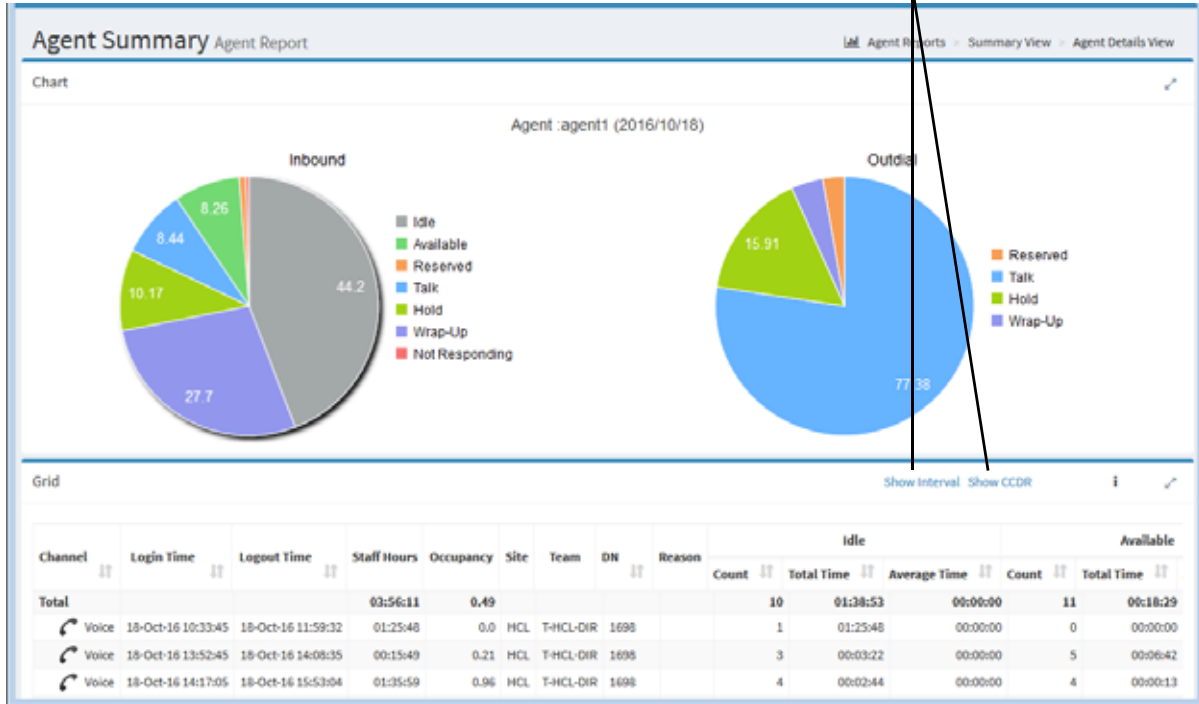 Agent Summary Agent Report
Agent Reports > Summary View > Agent Details View
Chart
Agent :agent1 (2016/10/18)
Inbound
8.26
8.44
10.17
27.7
44.2
Idle
Available
Reserved
Talk
Hold
Wrap-Up
Not Responding
Outdial
15.91
77.38
Reserved
Talk
Hold
Wrap-Up
Grid
Show Interval Show CCDR i
Idle Available
Channel Login Time Logout Time Staff Hours Occupancy Site Team DN Reason Count Total Time Average Time Count Total Time
Total 03:56:11 0.49 10 01:38:53 00:00:00 11 00:18:29
Voice 18-Oct-16 10:33:45 18-Oct-16 11:59:32 01:25:48 0.0 HCL T-HCL-DIR 1698 1 01:25:48 00:00:00 0 00:00:00
Voice 18-Oct-16 13:52:45 18-Oct-16 14:08:35 00:15:49 0.21 HCL T-HCL-DIR 1698 3 00:03:22 00:00:00 5 00:06:42
Voice 18-Oct-16 14:17:05 18-Oct-16 15:53:04 01:35:59 0.96 HCL T-HCL-DIR 1698 4 00:02:44 00:00:00 4 00:00:13